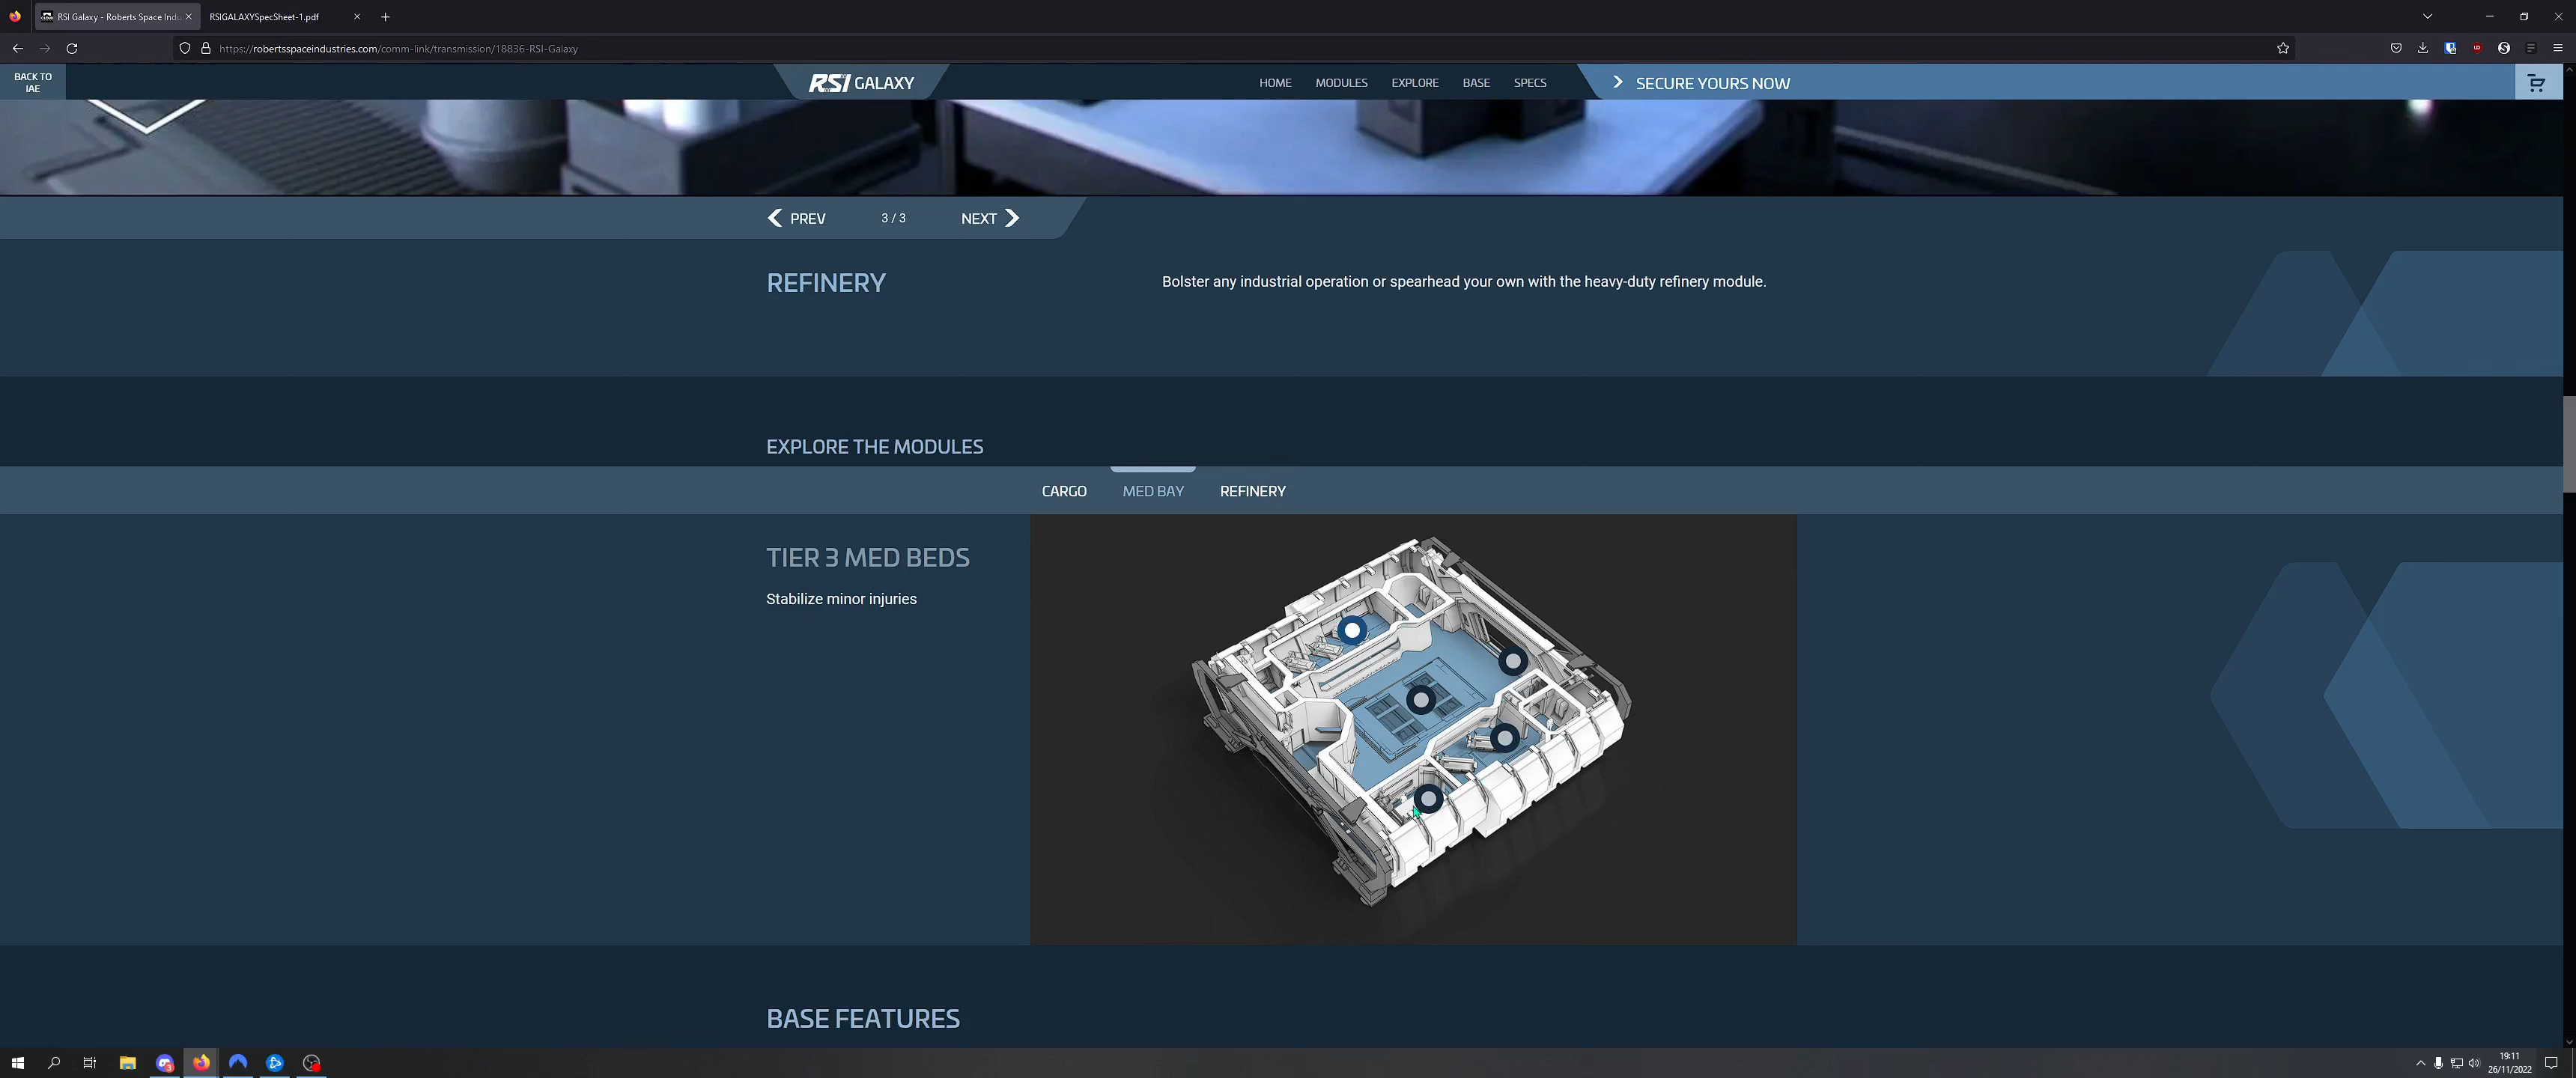 RSI Galaxy - Roberts Space Indu
RSIGALAXYSpecSheet-1.pdf
https://robertsspaceindustries.com/comm-link/transmission/18836-RSI-Galaxy
BACK TO
IAE
RSI GALAXY
HOME
MODULES
EXPLORE
BASE
SPECS
SECURE YOURS NOW
PREV
3 / 3
NEXT
REFINERY
Bolster any industrial operation or spearhead your own with the heavy-duty refinery module.
EXPLORE THE MODULES
CARGO
MED BAY
REFINERY
TIER 3 MED BEDS
Stabilize minor injuries
BASE FEATURES
19:11
26/11/2022